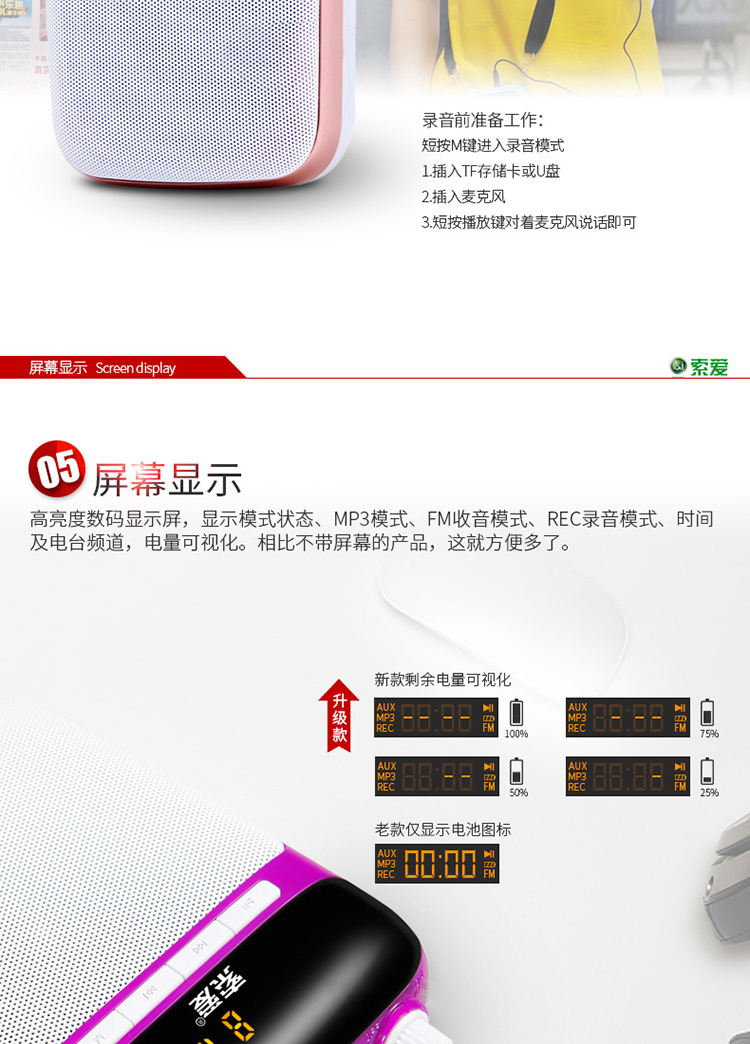 录音前准备工作：
短按M键进入录音模式
1.插入TF存储卡或U盘
2.插入麦克风
3.短按播放键对着麦克风说话即可
屏幕显示 Screen display
索爱
05 屏幕显示
高亮度数码显示屏，显示模式状态、MP3模式、FM收音模式、REC录音模式、时间
及电台频道，电量可视化。相比不带屏幕的产品，这就方便多了。
升级款
新款剩余电量可视化
AUX
MP3
REC
FM
100%
AUX
MP3
REC
FM
75%
AUX
MP3
REC
FM
50%
AUX
MP3
REC
FM
25%
老款仅显示电池图标
AUX
MP3
REC
00:00
FM
索爱®